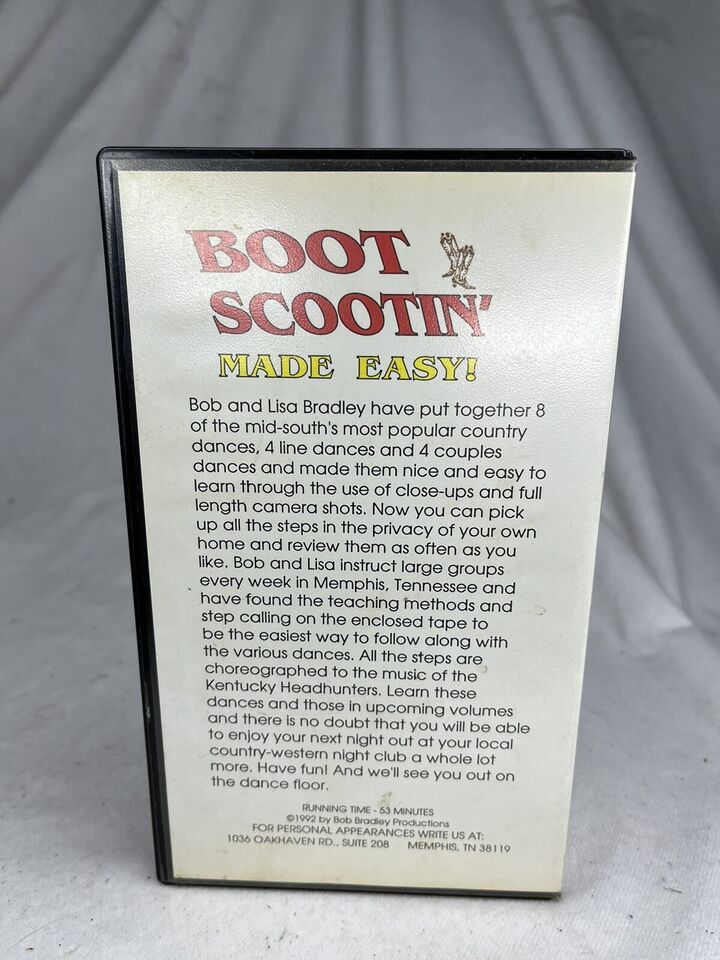 BOOT
SCOOTIN'
MADE EASY!
Bob and Lisa Bradley have put together 8
of the mid-south's most popular country
dances, 4 line dances and 4 couples
dances and made them nice and easy to
learn through the use of close-ups and full
length camera shots. Now you can pick
up all the steps in the privacy of your own
home and review them as often as you
like. Bob and Lisa instruct large groups
every week in Memphis, Tennessee and
have found the teaching methods and
step calling on the enclosed tape to
be the easiest way to follow along with
the various dances. All the steps are
choreographed to the music of the
Kentucky Headhunters. Learn these
dances and those in upcoming volumes
and there is no doubt that you will be able
to enjoy your next night out at your local
country-western night club a whole lot
more. Have fun! And we'll see you out on
the dance floor.
RUNNING TIME - 53 MINUTES
©1992 by Bob Bradley Productions
FOR PERSONAL APPEARANCES WRITE US AT:
1036 OAKHAVEN RD., SUITE 208 MEMPHIS, TN 38119